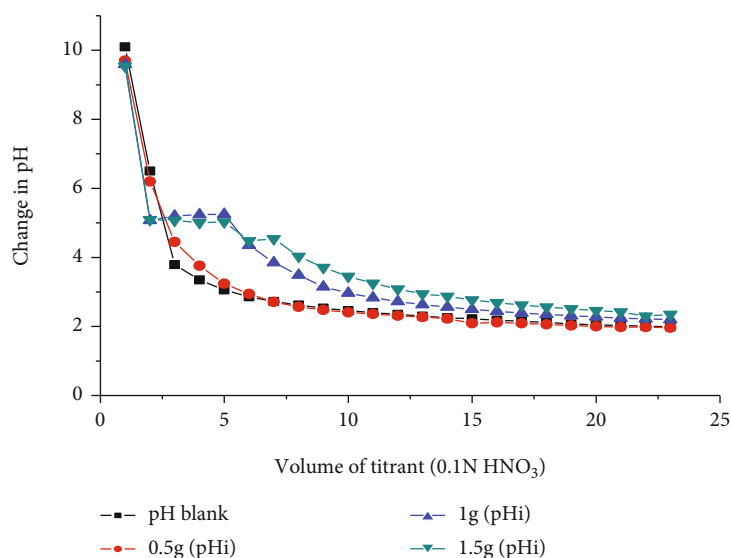 10
8
6
4
2
0
Change in pH
0 5 10 15 20 25
Volume of titrant (0.1N HNO₃)
pH blank 1g (pHi)
0.5g (pHi) 1.5g (pHi)